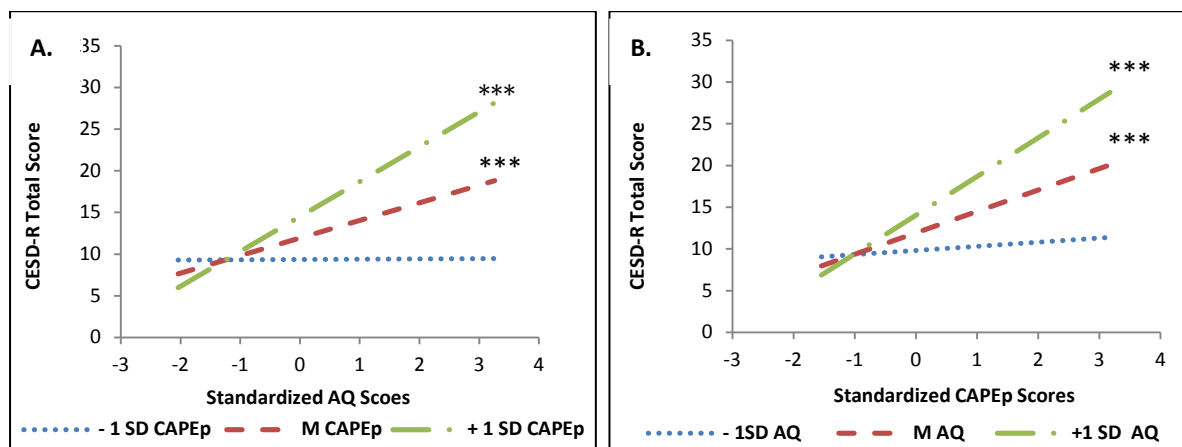 A.
35
30
25
20
15
10
5
0
CESD-R Total Score
***
***
-3 -2 -1 0 1 2 3 4
Standardized AQ Scoes
- 1 SD CAPEp M CAPEp + 1 SD CAPEp
B.
35
30
25
20
15
10
5
0
CESD-R Total Score
***
***
-3 -2 -1 0 1 2 3 4
Standardized CAPEp Scores
- 1SD AQ M AQ +1 SD AQ